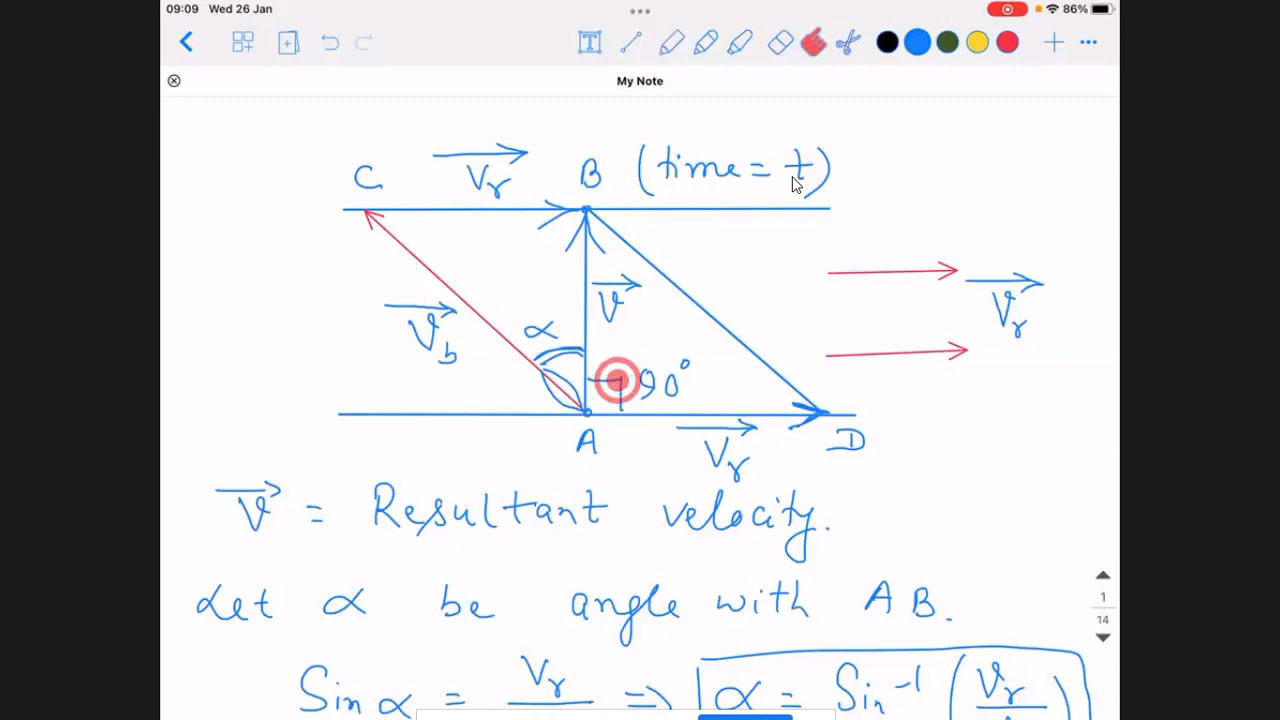 09:09 Wed 26 Jan
86%
My Note
C Vr B (time = t)
Vb α V 90° Vr
A Vr D
V = Resultant velocity.
Let α be angle with AB.
Sin α = Vr ⇒ α = Sin⁻¹ (Vr
1
14